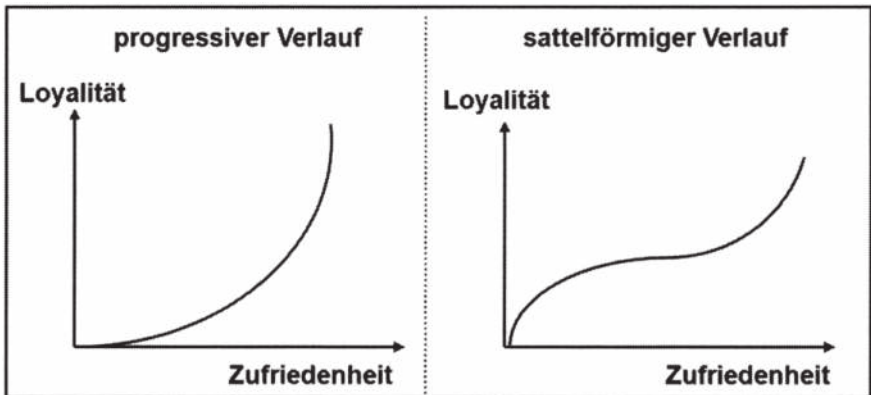 progressiver Verlauf
Loyalität
Zufriedenheit
sattelförmiger Verlauf
Loyalität
Zufriedenheit